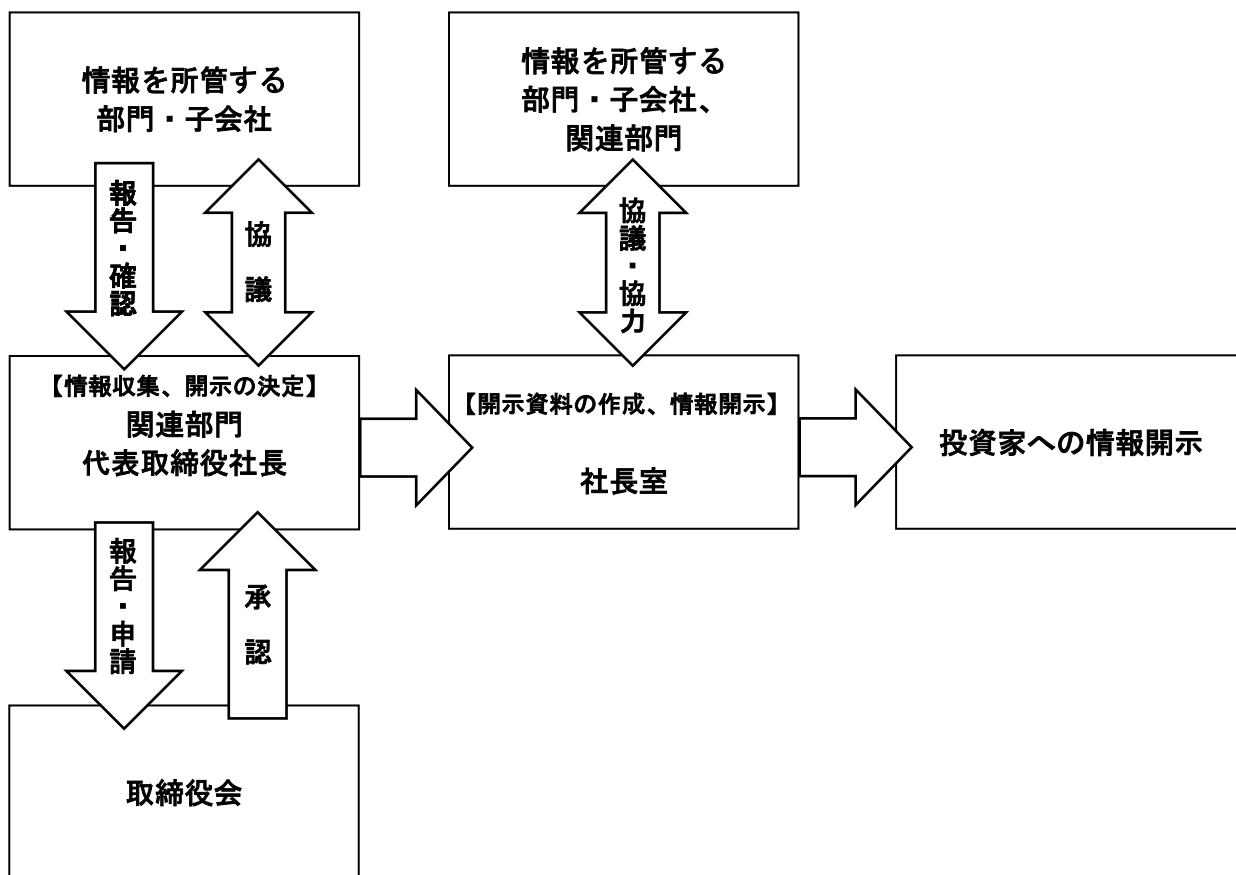 情報を所管する
部門・子会社
情報を所管する
部門・子会社、
関連部門
報告・確認
協議
協議・協力
【情報収集、開示の決定】
関連部門
代表取締役社長
【開示資料の作成、情報開示】
社長室
投資家への情報開示
報告・申請
承認
取締役会